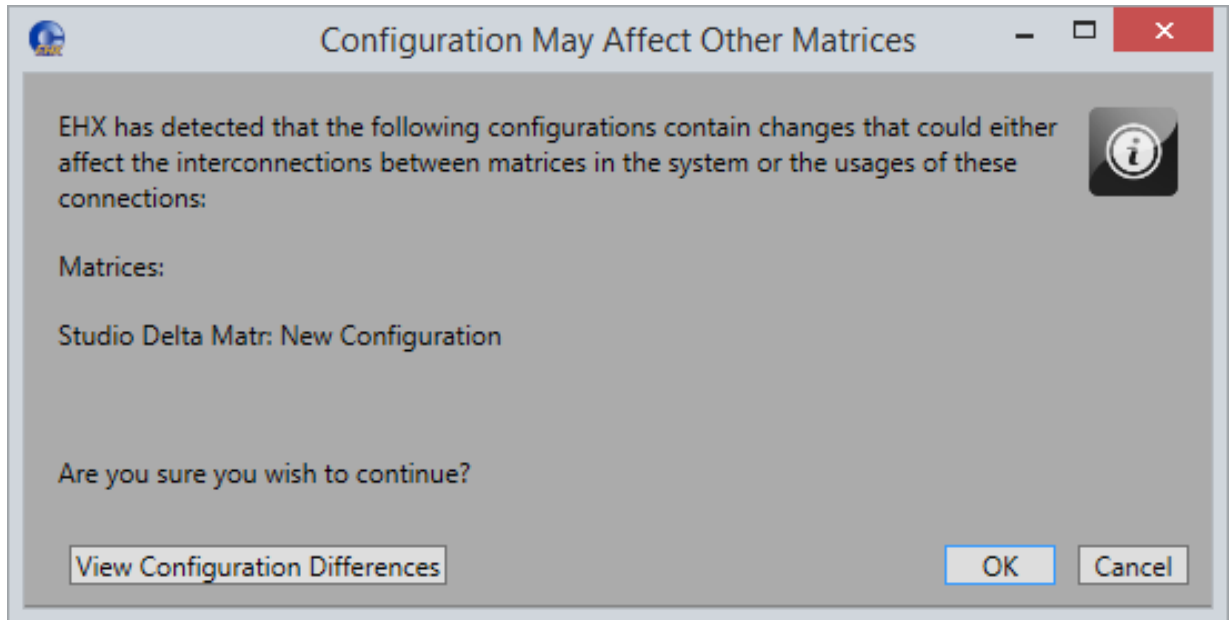 Configuration May Affect Other Matrices
EHX has detected that the following configurations contain changes that could either
affect the interconnections between matrices in the system or the usages of these
connections:
Matrices:
Studio Delta Matr: New Configuration
Are you sure you wish to continue?
View Configuration Differences
OK
Cancel